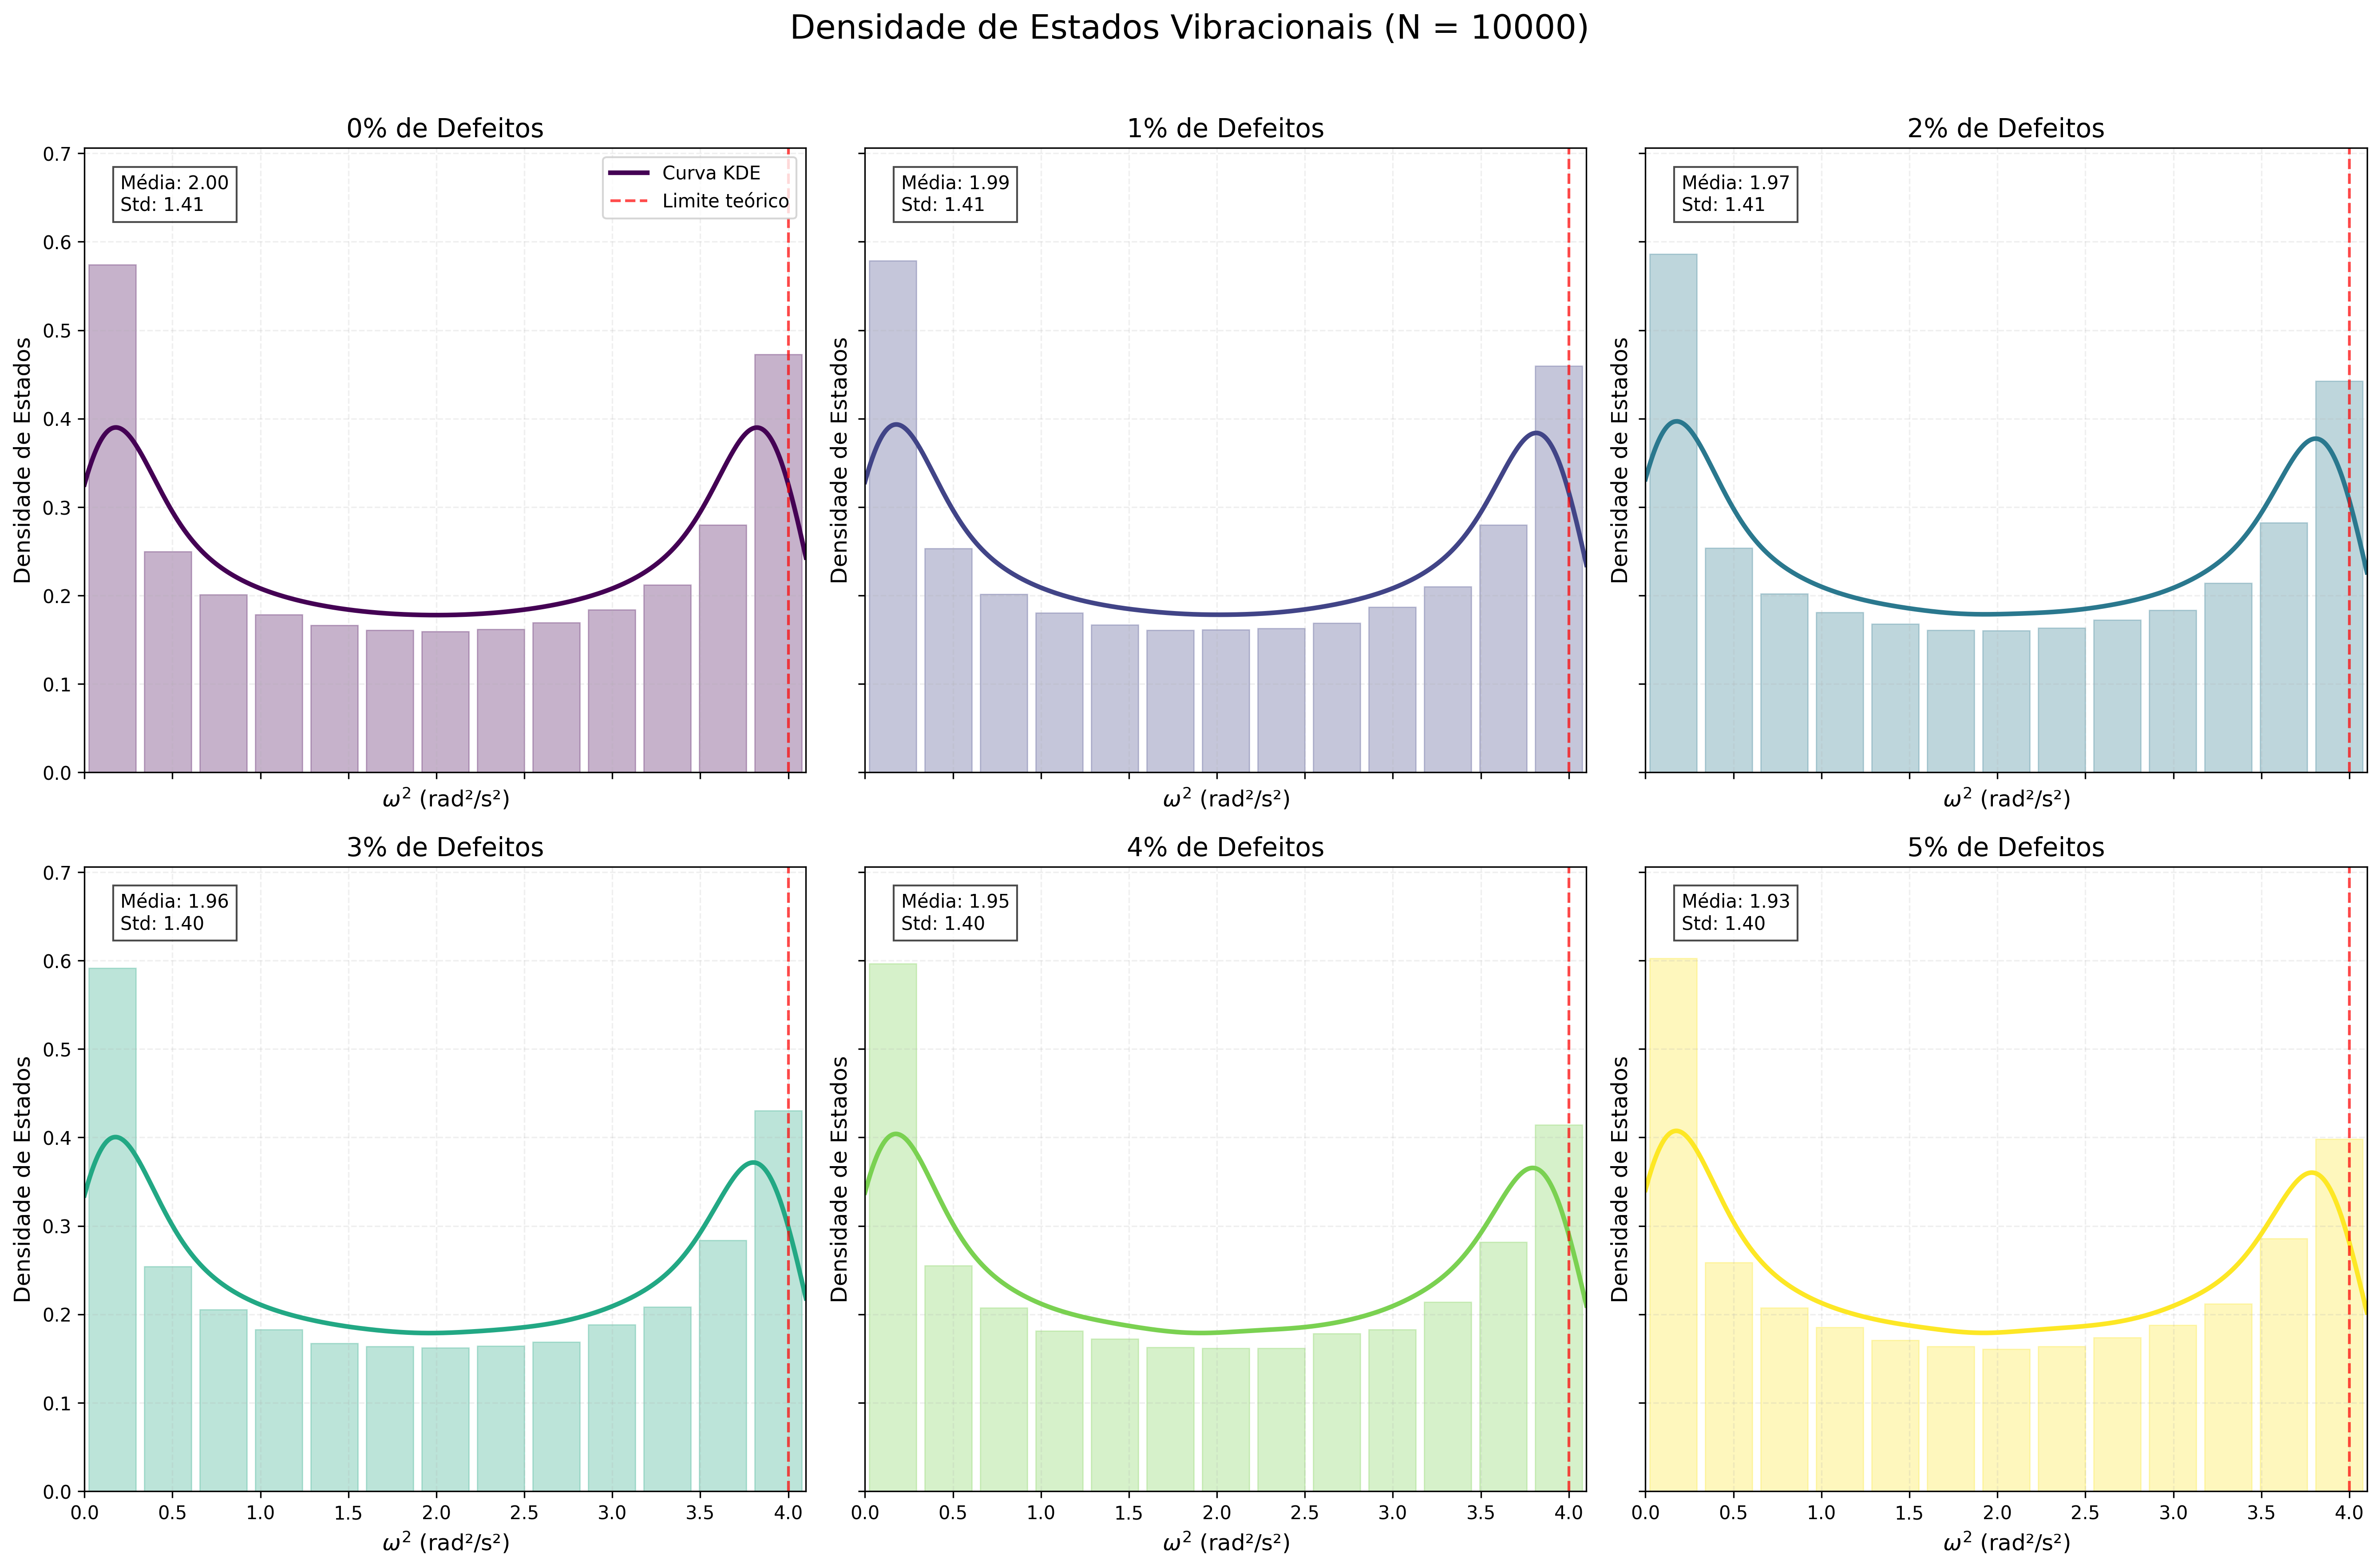 Densidade de Estados Vibracionais (N = 10000)
0% de Defeitos
Média: 2.00
Std: 1.41
Curva KDE
Limite teórico
0.7
0.6
0.5
0.4
0.3
0.2
0.1
0.0
Densidade de Estados
ω² (rad²/s²)
1% de Defeitos
Média: 1.99
Std: 1.41
Densidade de Estados
ω² (rad²/s²)
2% de Defeitos
Média: 1.97
Std: 1.41
Densidade de Estados
ω² (rad²/s²)
3% de Defeitos
Média: 1.96
Std: 1.40
0.7
0.6
0.5
0.4
0.3
0.2
0.1
0.0
Densidade de Estados
0.0 0.5 1.0 1.5 2.0 2.5 3.0 3.5 4.0
ω² (rad²/s²)
4% de Defeitos
Média: 1.95
Std: 1.40
Densidade de Estados
0.0 0.5 1.0 1.5 2.0 2.5 3.0 3.5 4.0
ω² (rad²/s²)
5% de Defeitos
Média: 1.93
Std: 1.40
Densidade de Estados
0.0 0.5 1.0 1.5 2.0 2.5 3.0 3.5 4.0
ω² (rad²/s²)